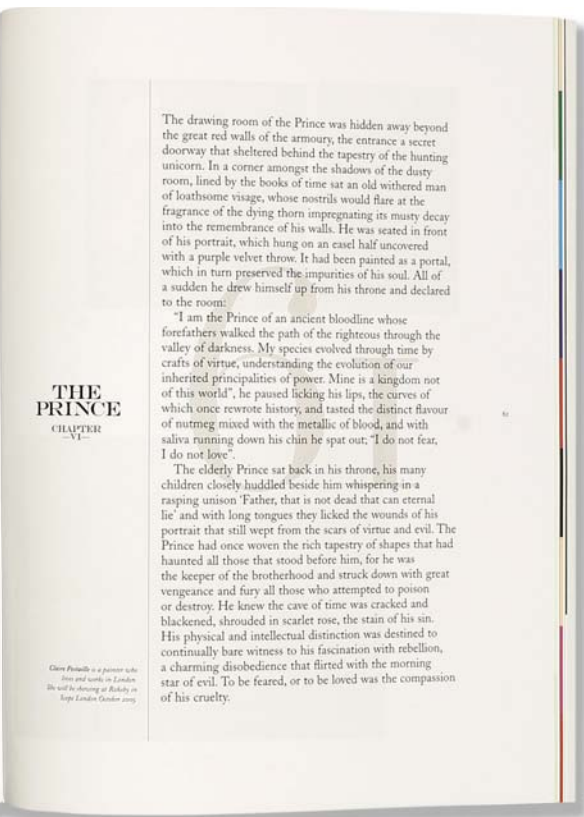 The drawing room of the Prince was hidden away beyond
the great red walls of the armoury, the entrance a secret
doorway that sheltered behind the tapestry of the hunting
unicorn. In a corner amongst the shadows of the dusty
room, lined by the books of time sat an old withered man
of loathsome visage, whose nostrils would flare at the
fragrance of the dying thorn impregnating its musty decay
into the remembrance of his walls. He was seated in front
of his portrait, which hung on an easel half uncovered
with a purple velvet throw. It had been painted as a portal,
which in turn preserved the impurities of his soul. All of
a sudden he drew himself up from his throne and declared
to the room:
“I am the Prince of an ancient bloodline whose
forefathers walked the path of the righteous through the
valley of darkness. My species evolved through time by
crafts of virtue, understanding the evolution of our
inherited principalities of power. Mine is a kingdom not
of this world”, he paused licking his lips, the curves of
which once rewrote history, and tasted the distinct flavour
of nutmeg mixed with the metallic of blood, and with
saliva running down his chin he spat out; “I do not fear,
I do not love”.
The elderly Prince sat back in his throne, his many
children closely huddled beside him whispering in a
rasping unison ‘Father, that is not dead that can eternal
lie’ and with long tongues they licked the wounds of his
portrait that still wept from the scars of virtue and evil. The
Prince had once woven the rich tapestry of shapes that had
haunted all those that stood before him, for he was
the keeper of the brotherhood and struck down with great
vengeance and fury all those who attempted to poison
or destroy. He knew the cave of time was cracked and
blackened, shrouded in scarlet rose, the stain of his sin.
His physical and intellectual distinction was destined to
continually bare witness to his fascination with rebellion,
a charming disobedience that flirted with the morning
star of evil. To be feared, or to be loved was the compassion
of his cruelty.
THE
PRINCE
CHAPTER
—VI—
Claire is a painter who
lives and works in London.
She will be showing at in
London October